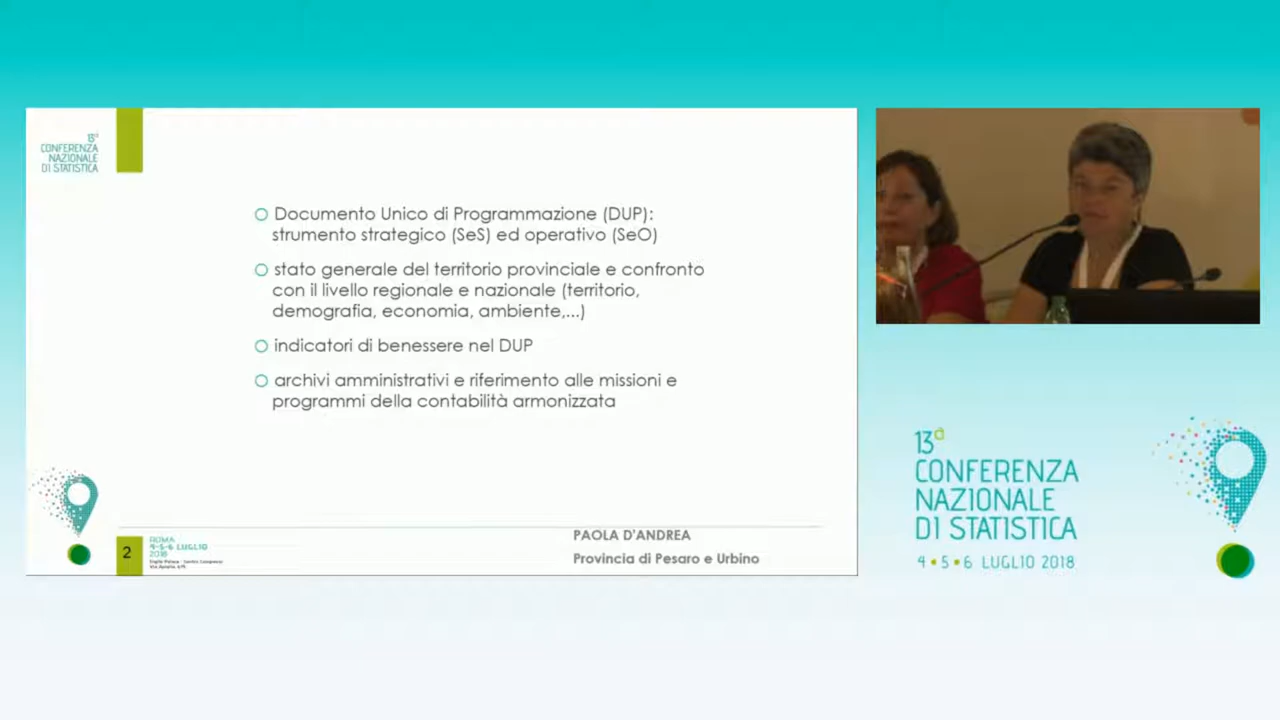 13ª
CONFERENZA
NAZIONALE
DI STATISTICA
Documento Unico di Programmazione (DUP):
strumento strategico (SeS) ed operativo (SeO)
stato generale del territorio provinciale e confronto
con il livello regionale e nazionale (territorio,
demografia, economia, ambiente,...)
indicatori di benessere nel DUP
archivi amministrativi e riferimento alle missioni e
programmi della contabilità armonizzata
2
ROMA
4-5-6 LUGLIO
2018
PAOLA D'ANDREA
Provincia di Pesaro e Urbino
13ª
CONFERENZA
NAZIONALE
DI STATISTICA
4 • 5 • 6 LUGLIO 2018